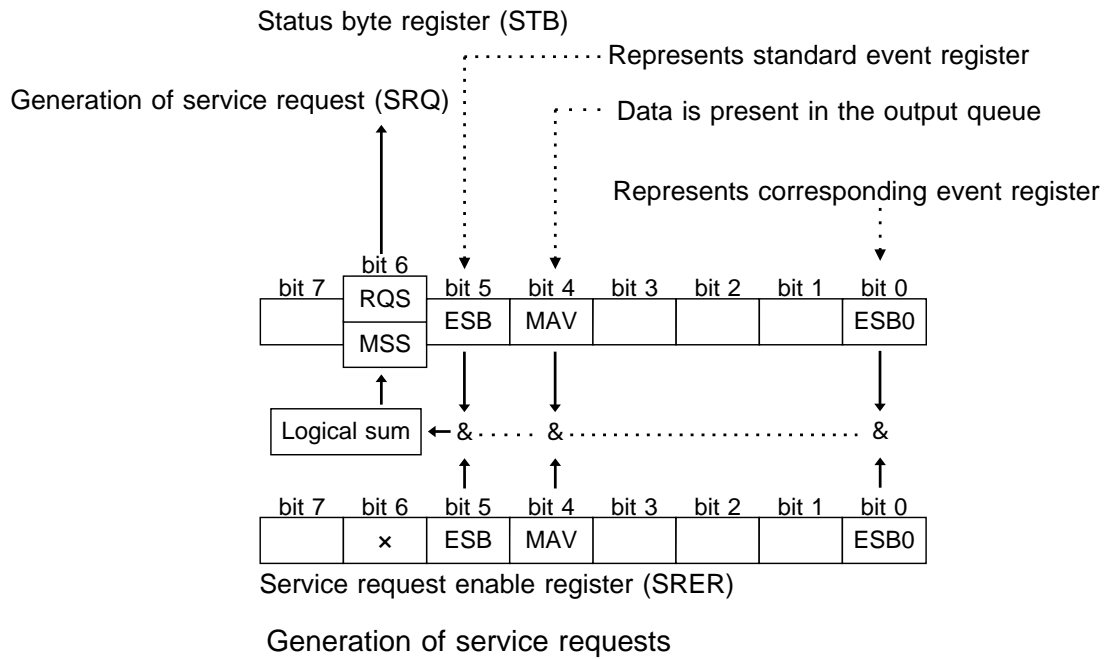 Status byte register (STB)
Represents standard event register
Generation of service request (SRQ)
Data is present in the output queue
Represents corresponding event register
bit 7 bit 6 bit 5 bit 4 bit 3 bit 2 bit 1 bit 0
RQS
ESB MAV ESB0
MSS
Logical sum & & &
bit 7 bit 6 bit 5 bit 4 bit 3 bit 2 bit 1 bit 0
× ESB MAV ESB0
Service request enable register (SRER)
Generation of service requests